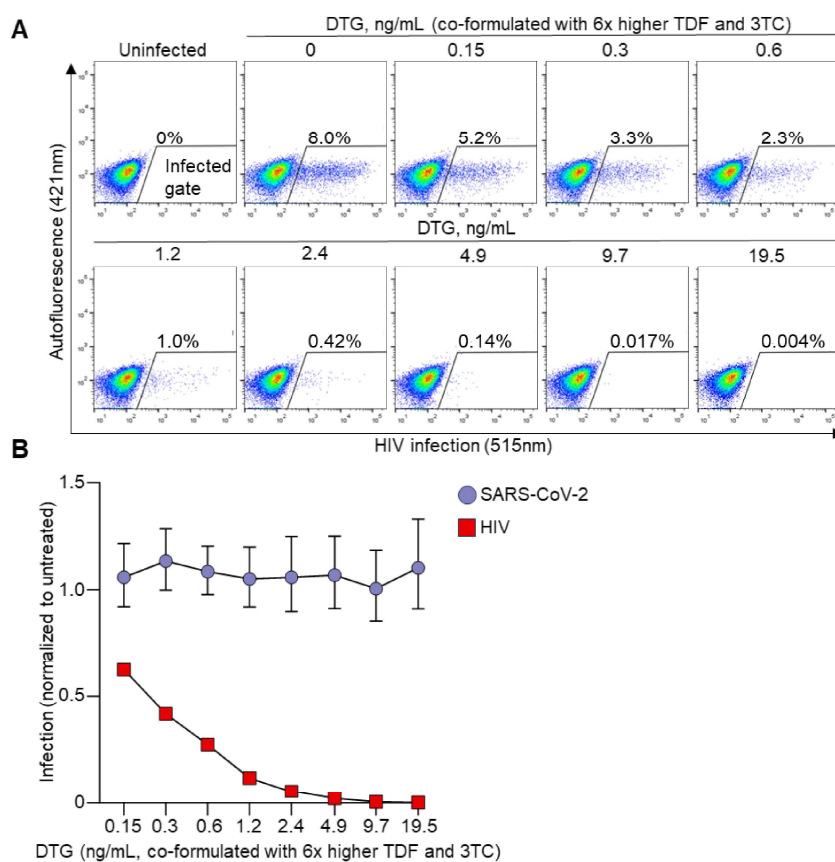 A
DTG, ng/mL (co-formulated with 6x higher TDF and 3TC)
Uninfected 0 0.15 0.3 0.6
0% 8.0% 5.2% 3.3% 2.3%
Infected
gate
DTG, ng/mL
1.2 2.4 4.9 9.7 19.5
1.0% 0.42% 0.14% 0.017% 0.004%
Autofluorescence (421nm)
HIV infection (515nm)
B
SARS-CoV-2
HIV
Infection (normalized to untreated)
1.5
1.0
0.5
0
0.15 0.3 0.6 1.2 2.4 4.9 9.7 19.5
DTG (ng/mL, co-formulated with 6x higher TDF and 3TC)